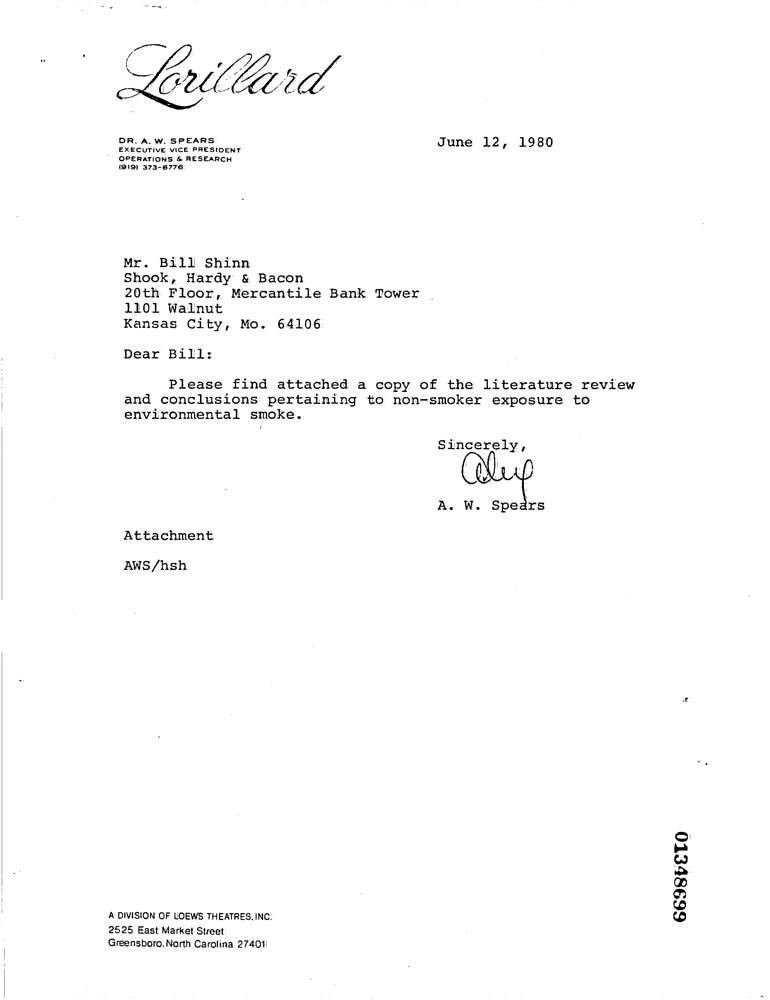 Lorillard
DR. A. W. SPEARS
EXECUTIVE VICE PRESIDENT
OPERATIONS & RESEARCH
(919) 373-6776
June 12, 1980
Mr. Bill Shinn
Shook, Hardy & Bacon
20th Floor, Mercantile Bank Tower
1101 Walnut
Kansas City, Mo. 64106
Dear Bill:
Please find attached a copy of the literature review
and conclusions pertaining to non-smoker exposure to
environmental smoke.
Sincerely,
A. W. Spears
Attachment
AWS/hsh
01348699
A DIVISION OF LOEWS THEATRES, INC.
2525 East Market Street
Greensboro, North Carolina 27401